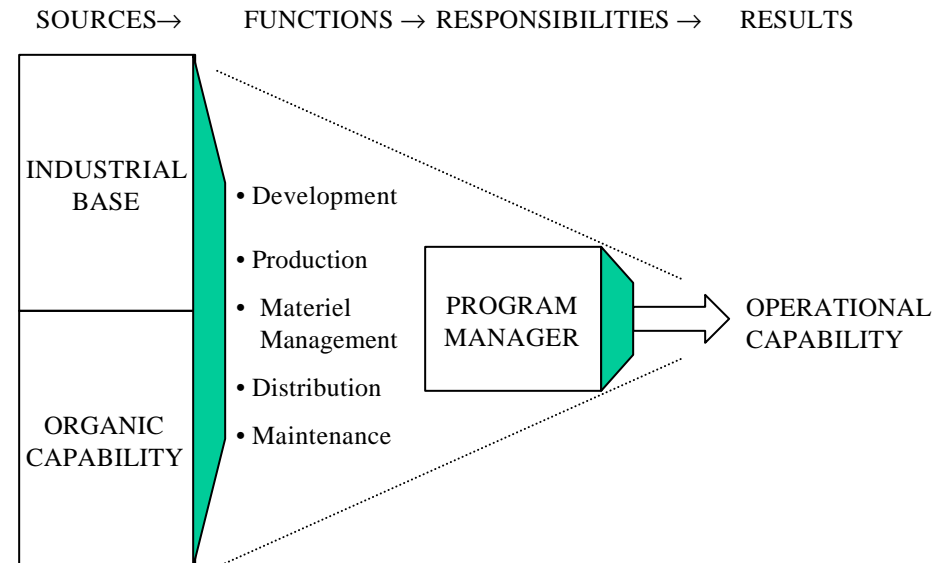 SOURCES→ FUNCTIONS → RESPONSIBILITIES → RESULTS
INDUSTRIAL
BASE
ORGANIC
CAPABILITY
• Development
• Production
• Materiel
Management
• Distribution
• Maintenance
PROGRAM
MANAGER
OPERATIONAL
CAPABILITY